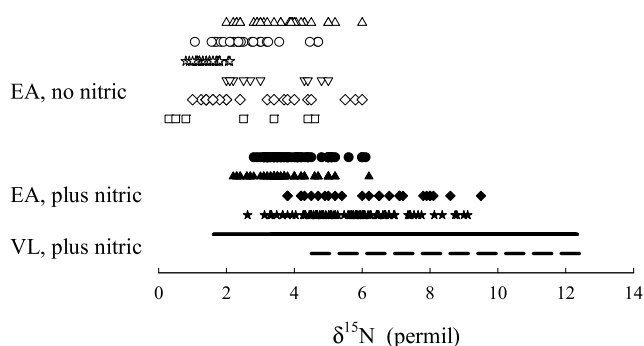 EA, no nitric
EA, plus nitric
VL, plus nitric
0 2 4 6 8 10 12 14
δ¹⁵N (permil)